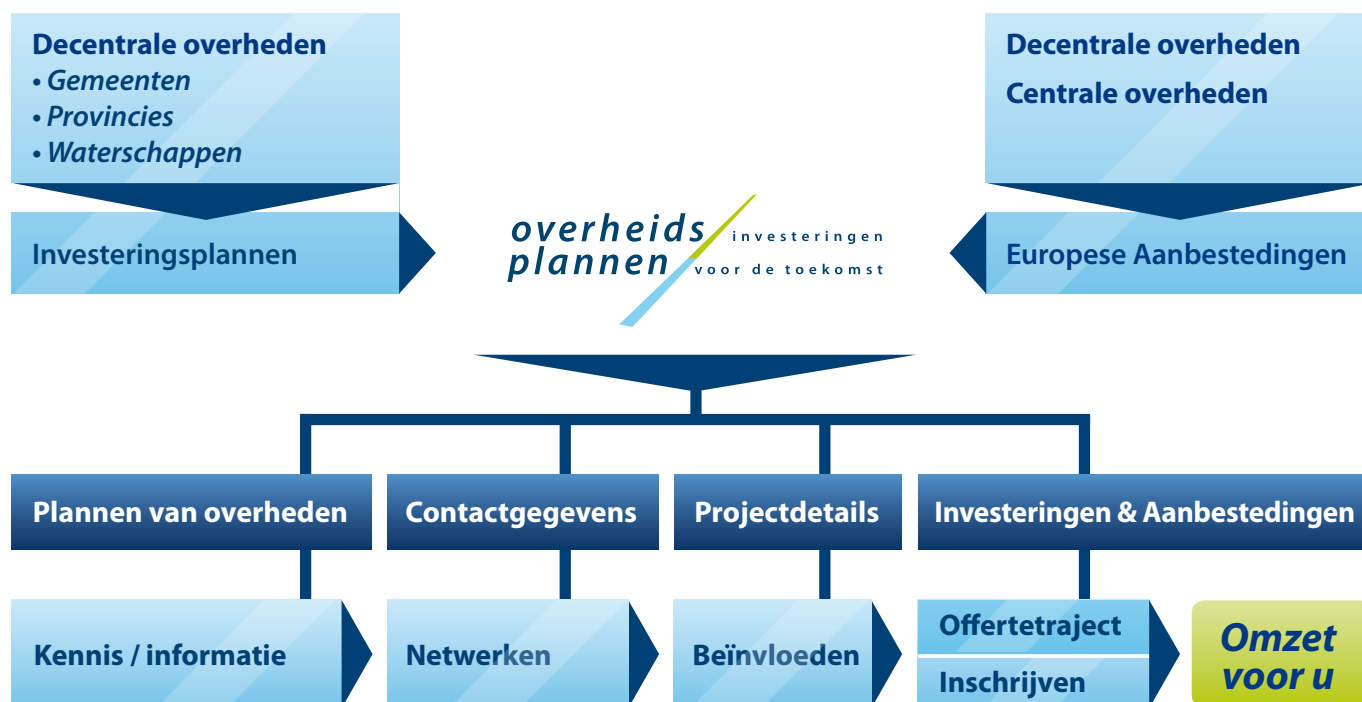 Decentrale overheden
• Gemeenten
• Provincies
• Waterschappen
Investeringsplannen
overheids
plannen
investeringen
voor de toekomst
Decentrale overheden
Centrale overheden
Europese Aanbestedingen
Plannen van overheden
Contactgegevens
Projectdetails
Investeringen & Aanbestedingen
Kennis / informatie
Netwerken
Beïnvloeden
Offertetraject
Inschrijven
Omzet
voor u